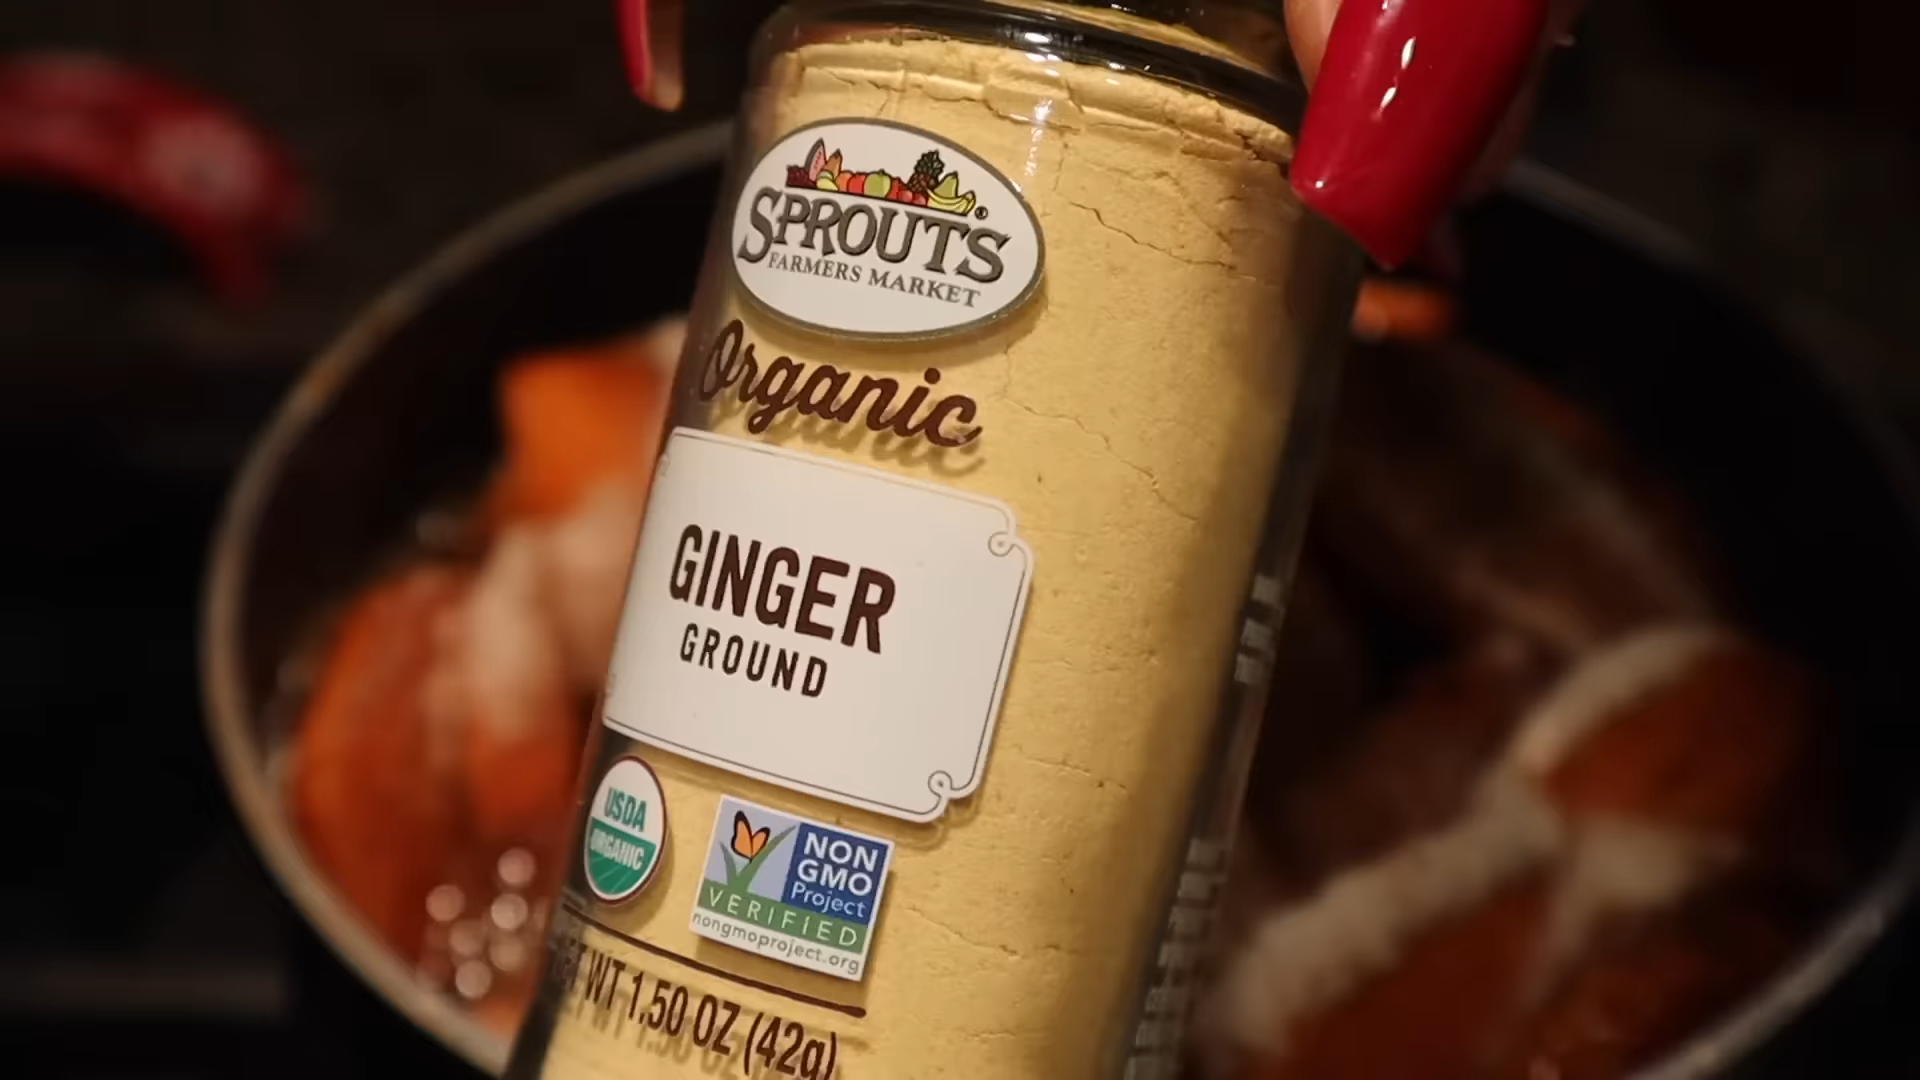 SPROUTS®
FARMERS MARKET
Organic
GINGER
GROUND
USDA
ORGANIC
NON
GMO
Project
VERIFIED
nongmoproject.org
NET WT 1.50 OZ (42g)